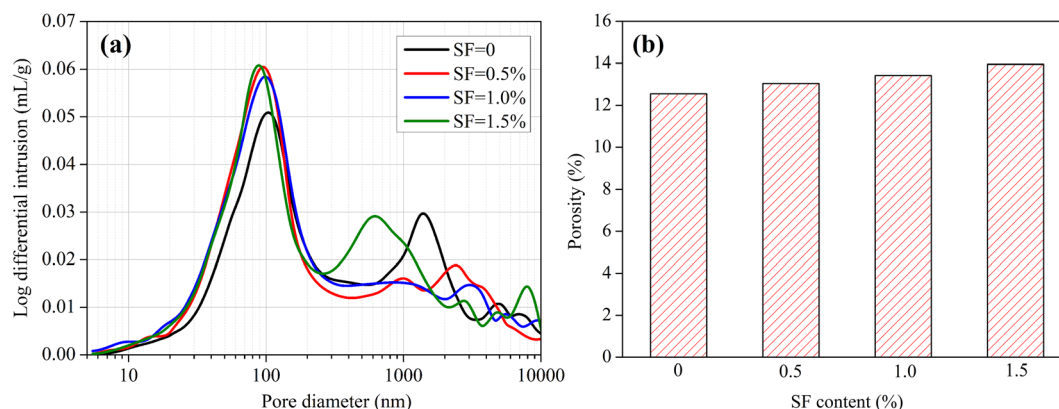 (a)
SF=0
SF=0.5%
SF=1.0%
SF=1.5%
Log differential intrusion (mL/g)
0.07
0.06
0.05
0.04
0.03
0.02
0.01
0.00
10
100
1000
10000
Pore diameter (nm)
(b)
Porosity (%)
16
14
12
10
8
6
4
2
0
0
0.5
1.0
1.5
SF content (%)